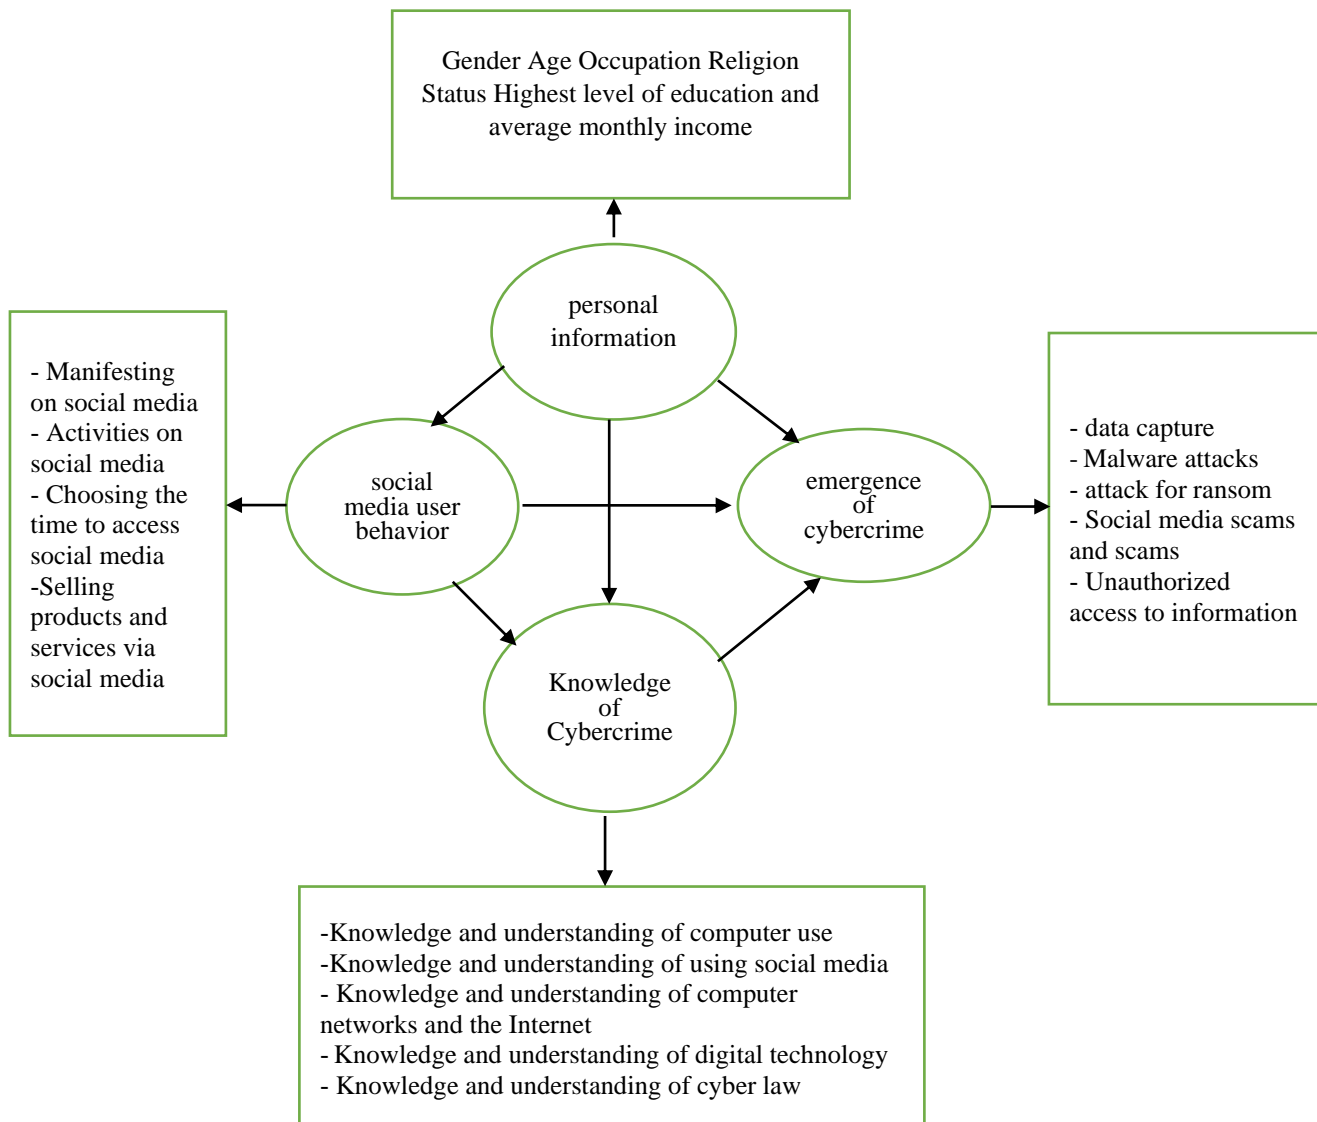 Gender Age Occupation Religion
Status Highest level of education and
average monthly income
personal
information
- Manifesting
on social media
- Activities on
social media
- Choosing the
time to access
social media
-Selling
products and
services via
social media
social
media user
behavior
emergence
of
cybercrime
- data capture
- Malware attacks
- attack for ransom
- Social media scams
and scams
- Unauthorized
access to information
Knowledge
of
Cybercrime
-Knowledge and understanding of computer use
-Knowledge and understanding of using social media
- Knowledge and understanding of computer
networks and the Internet
- Knowledge and understanding of digital technology
- Knowledge and understanding of cyber law